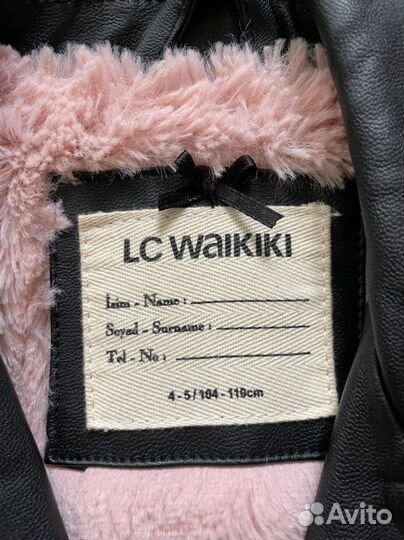 LC WAIKIKI
İsim - Name :
Soyad - Surname :
Tel - No :
4 - 5 / 104 - 110cm
Avito